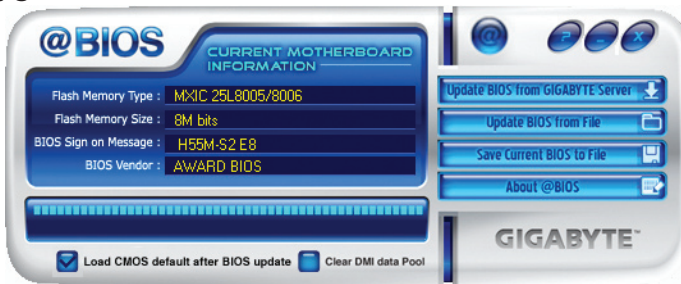 @BIOS
CURRENT MOTHERBOARD
INFORMATION
Flash Memory Type : MXIC 25L8005/8006
Flash Memory Size : 8M bits
BIOS Sign on Message : H55M-S2 E8
BIOS Vendor : AWARD BIOS
Load CMOS default after BIOS update Clear DMI data Pool
@ ? _ X
Update BIOS from GIGABYTE Server
Update BIOS from File
Save Current BIOS to File
About @BIOS
GIGABYTE™